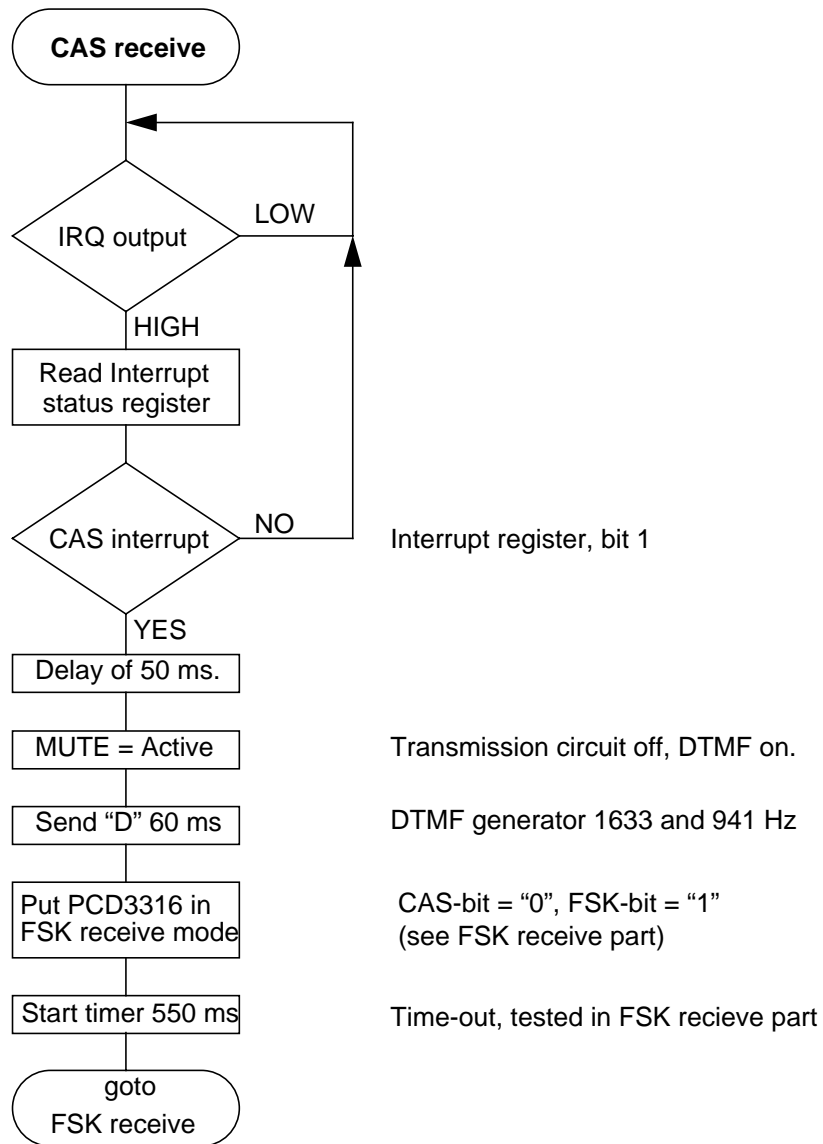 CAS receive
LOW
IRQ output
HIGH
Read Interrupt
status register
NO
CAS interrupt
Interrupt register, bit 1
YES
Delay of 50 ms.
MUTE = Active
Transmission circuit off, DTMF on.
Send “D” 60 ms
DTMF generator 1633 and 941 Hz
Put PCD3316 in
FSK receive mode
CAS-bit = “0”, FSK-bit = “1”
(see FSK receive part)
Start timer 550 ms
Time-out, tested in FSK recieve part
goto
FSK receive